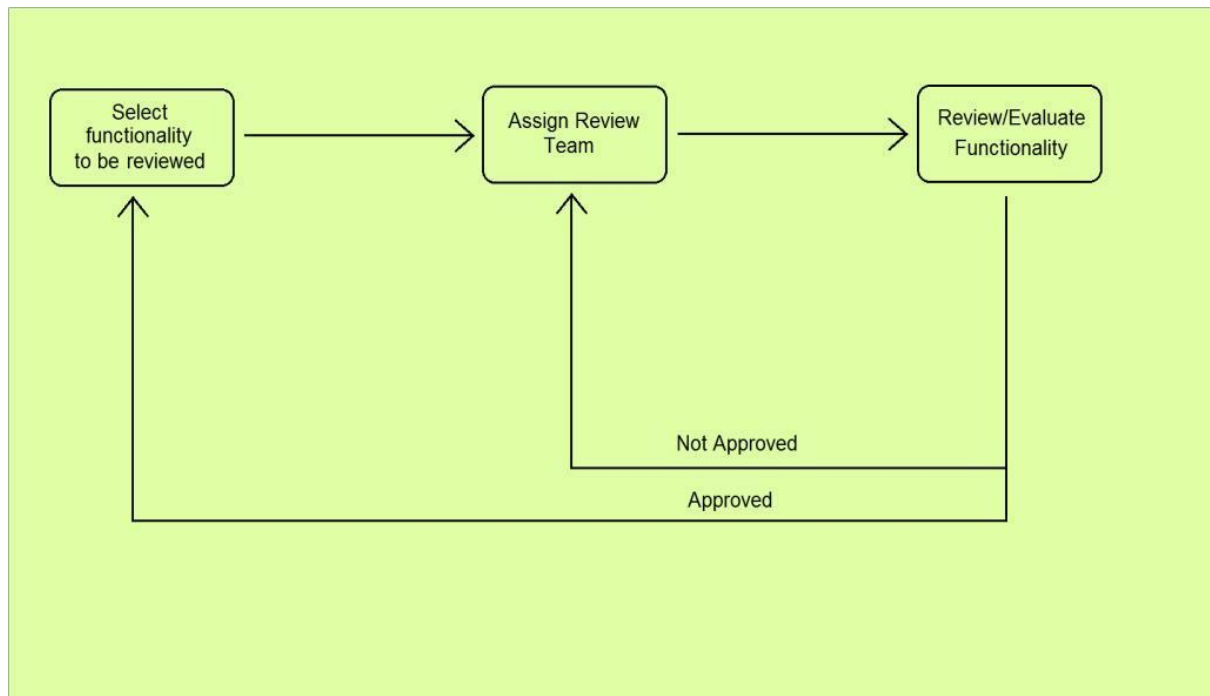 Select
functionality
to be reviewed
Assign Review
Team
Review/Evaluate
Functionality
Not Approved
Approved